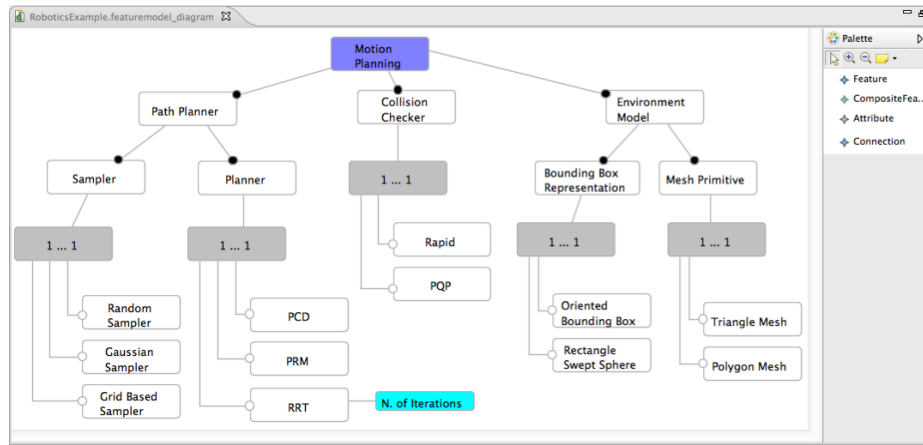 RoboticsExample.featuremodel_diagram
Palette
Feature
CompositeFea...
Attribute
Connection
Motion
Planning
Path Planner
Collision
Checker
Environment
Model
Sampler
Planner
1 ... 1
Bounding Box
Representation
Mesh Primitive
1 ... 1
1 ... 1
Rapid
1 ... 1
1 ... 1
PQP
Random
Sampler
PCD
Oriented
Bounding Box
Triangle Mesh
Gaussian
Sampler
PRM
Rectangle
Swept Sphere
Polygon Mesh
Grid Based
Sampler
RRT
N. of Iterations